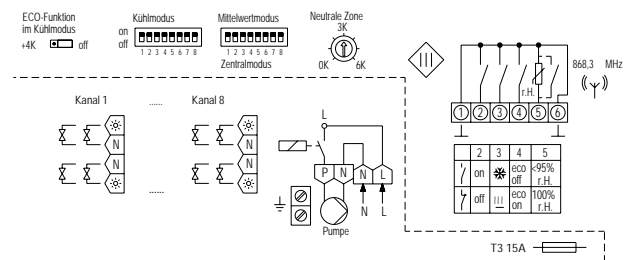 ECO-Funktion
im Kühlmodus
+4K off
Kühlmodus
on
off
1 2 3 4 5 6 7 8
Mittelwertmodus
1 2 3 4 5 6 7 8
Zentralmodus
Neutrale Zone
3K
0K 6K
868,3 MHz
r.H.
1 2 3 4 5 6
Kanal 1 ...... Kanal 8
N N
N N
......
L
P N N L
N L
Pumpe
2 3 4 5
on eco off <95% r.H.
off eco on 100% r.H.
T3 15A